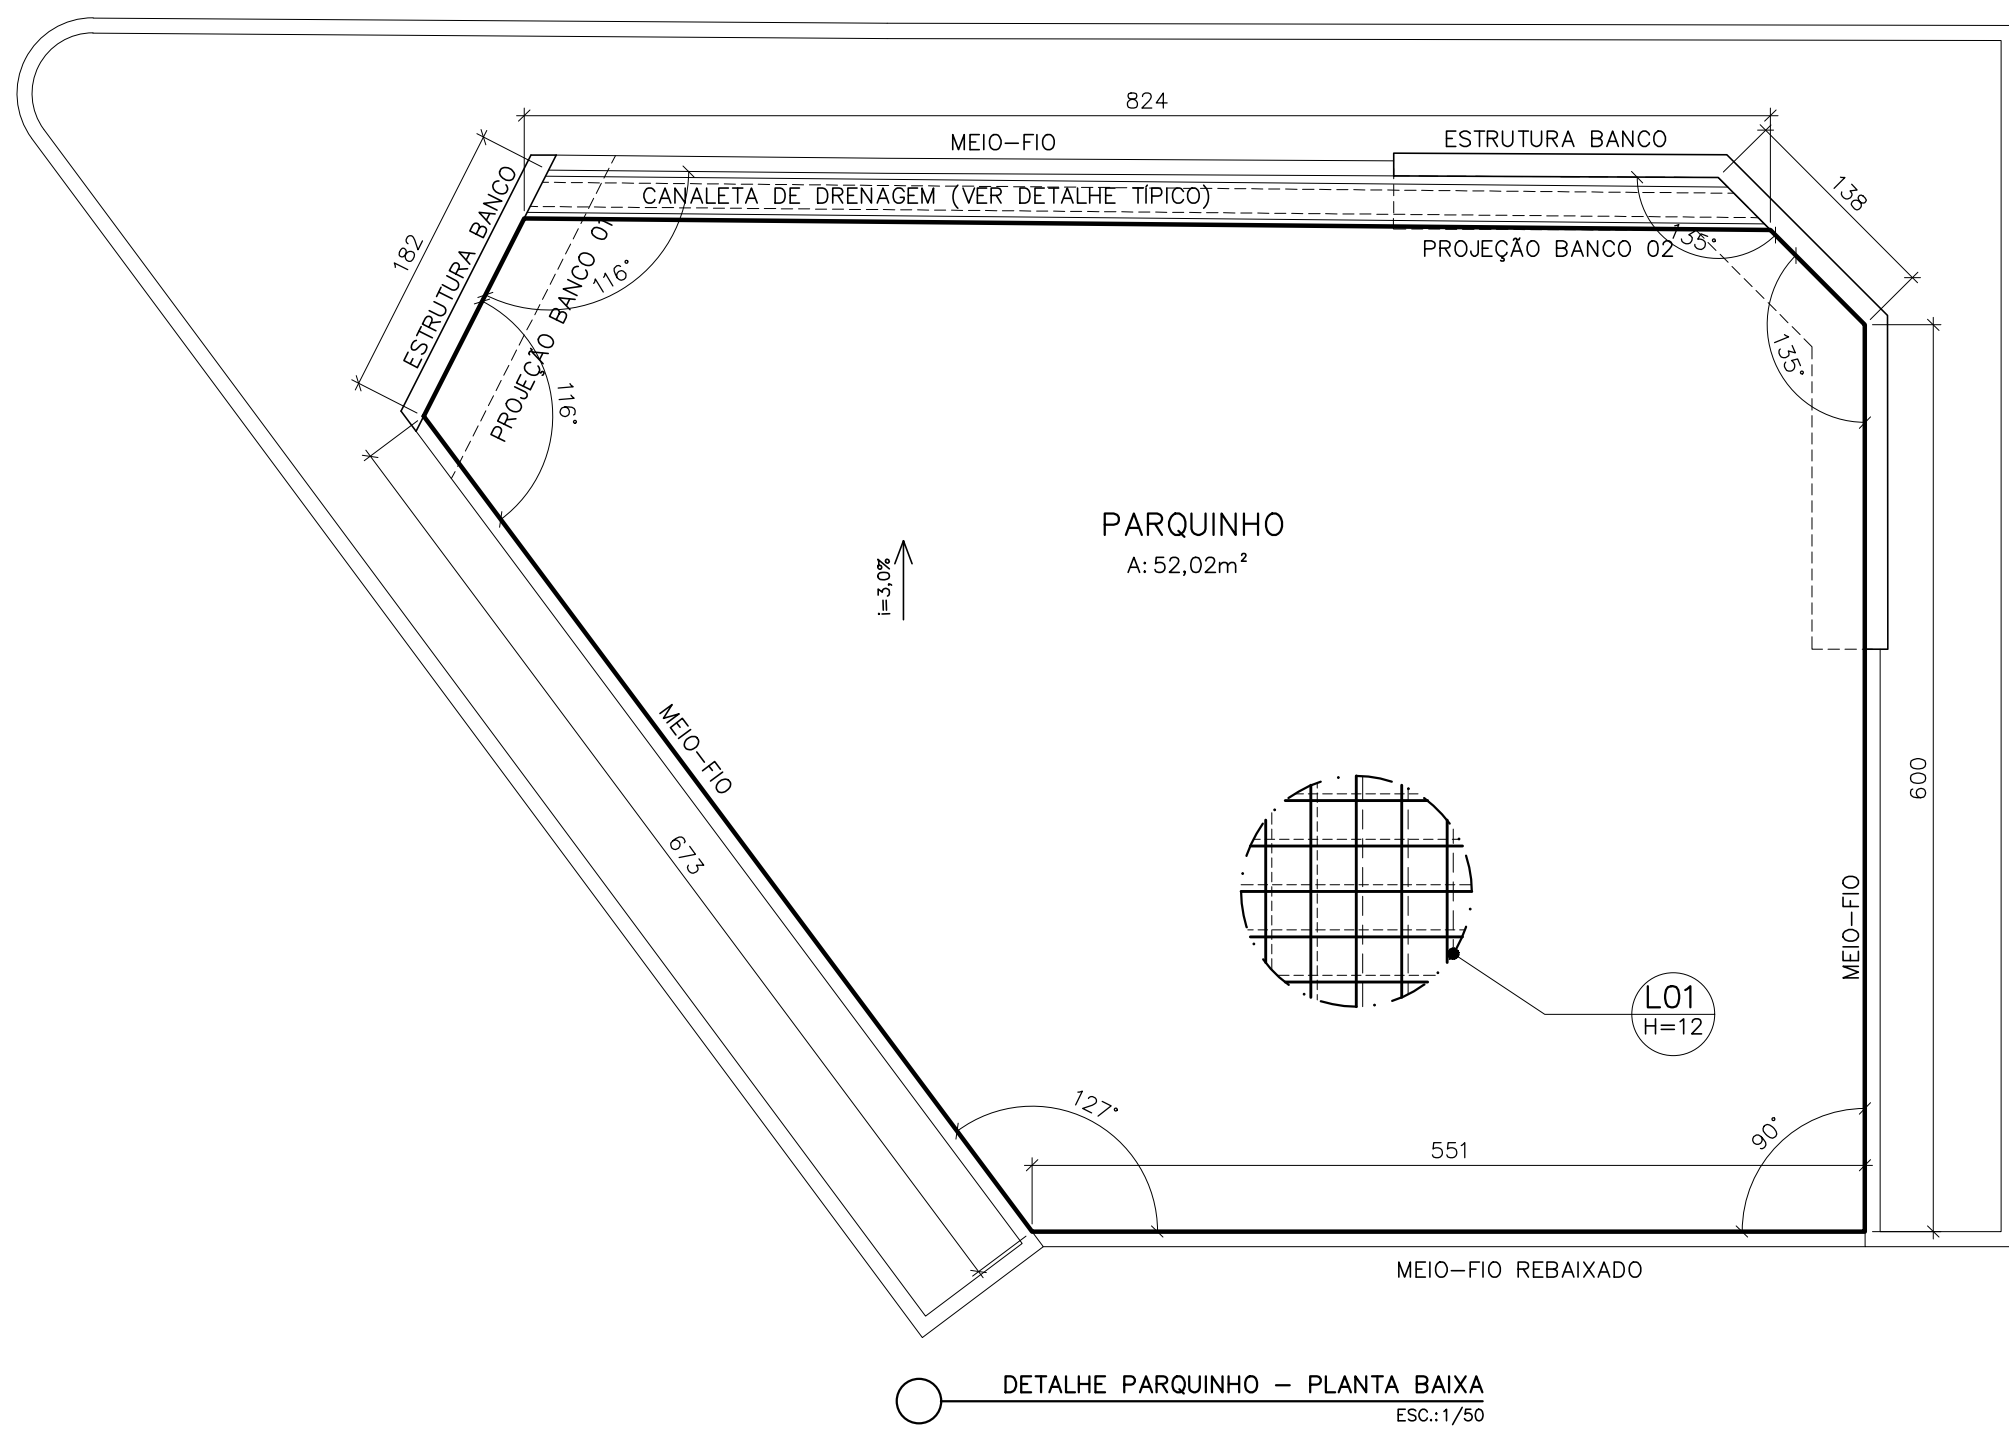 824
MEIO-FIO
ESTRUTURA BANCO
138
CANALETA DE DRENAGEM (VER DETALHE TÍPICO)
182
ESTRUTURA BANCO
PROJEÇÃO BANCO 01
116°
116°
PROJEÇÃO BANCO 02
135°
135°
PARQUINHO
A: 52,02m²
i=3,0%
MEIO-FIO
673
600
MEIO-FIO
L01
H=12
127°
90°
551
MEIO-FIO REBAIXADO
DETALHE PARQUINHO - PLANTA BAIXA
ESC.:1/50